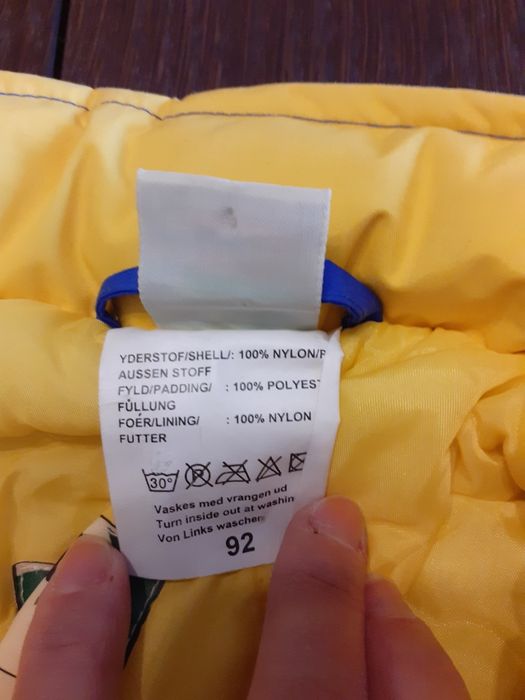 YDERSTOF/SHELL/: 100% NYLON/P
AUSSEN STOFF
FYLD/PADDING/ : 100% POLYEST
FÜLLUNG
FOÉR/LINING/ : 100% NYLON
FUTTER
30°
Vaskes med vrangen ud
Turn inside out at washin
Von Links waschen
92